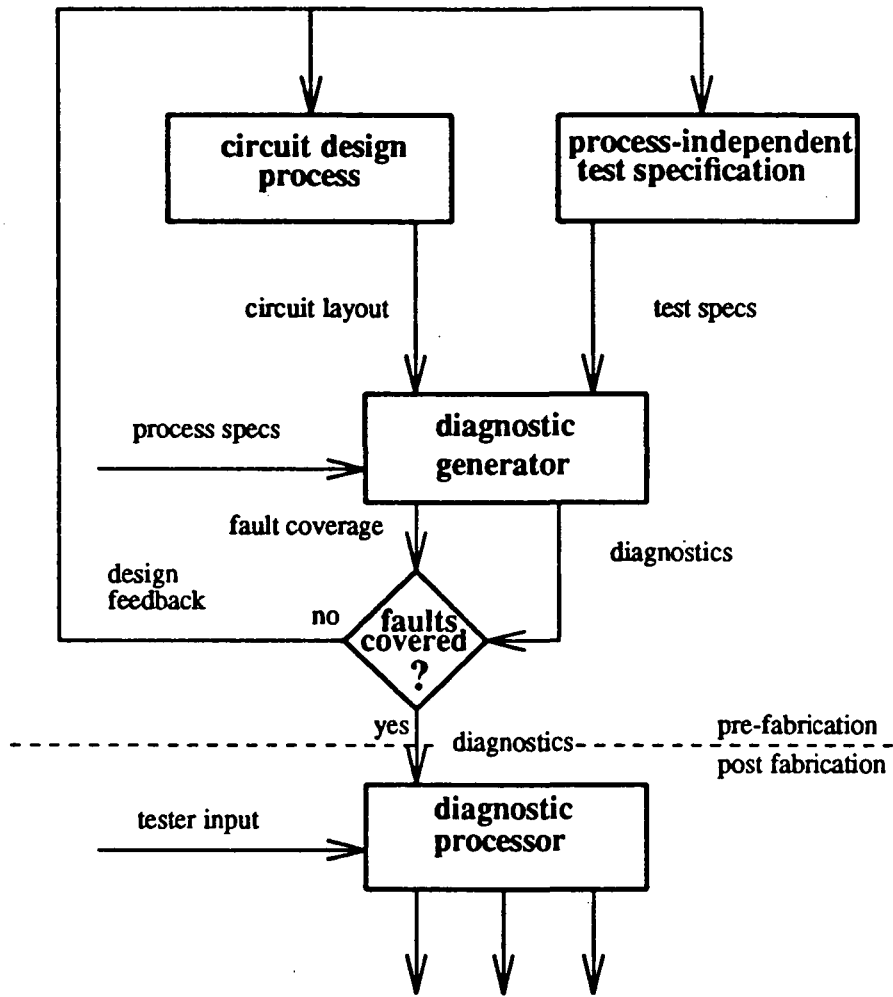 circuit design
process
process-independent
test specification
circuit layout
test specs
process specs
diagnostic
generator
fault coverage
diagnostics
design
feedback
no
faults
covered
?
yes
diagnostics
pre-fabrication
post fabrication
tester input
diagnostic
processor